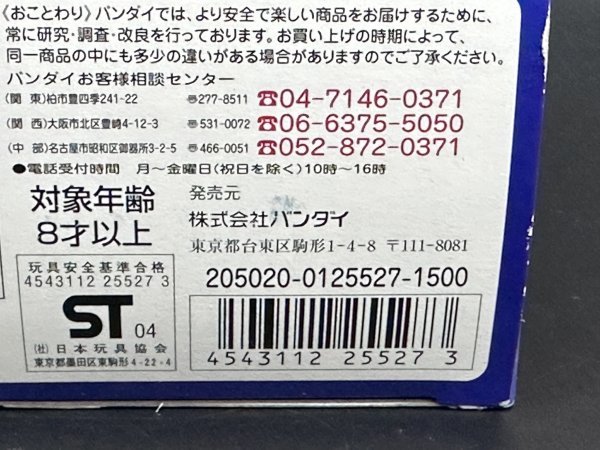 《おことわり》バンダイでは、より安全で楽しい商品をお届けするために、
常に研究・調査・改良を行っております。お買い上げの時期によって、
同一商品の中にも多少の違いがある場合がありますのでご了承ください。
バンダイお客様相談センター
(関 東)柏市豊四季241-22 〠277-8511 ☎04-7146-0371
(関 西)大阪市北区豊崎4-12-3 〠531-0072 ☎06-6375-5050
(中 部)名古屋市昭和区御器所3-2-5 〠466-0051 ☎052-872-0371
●電話受付時間 月~金曜日(祝日を除く)10時~16時
対象年齢
8才以上
発売元
株式会社バンダイ
東京都台東区駒形1-4-8 〒111-8081
玩具安全基準合格
4543112 25527 3
ST 04
(社)日本玩具協会
東京都墨田区東駒形4-22-4
205020-0125527-1500
4543112 255273